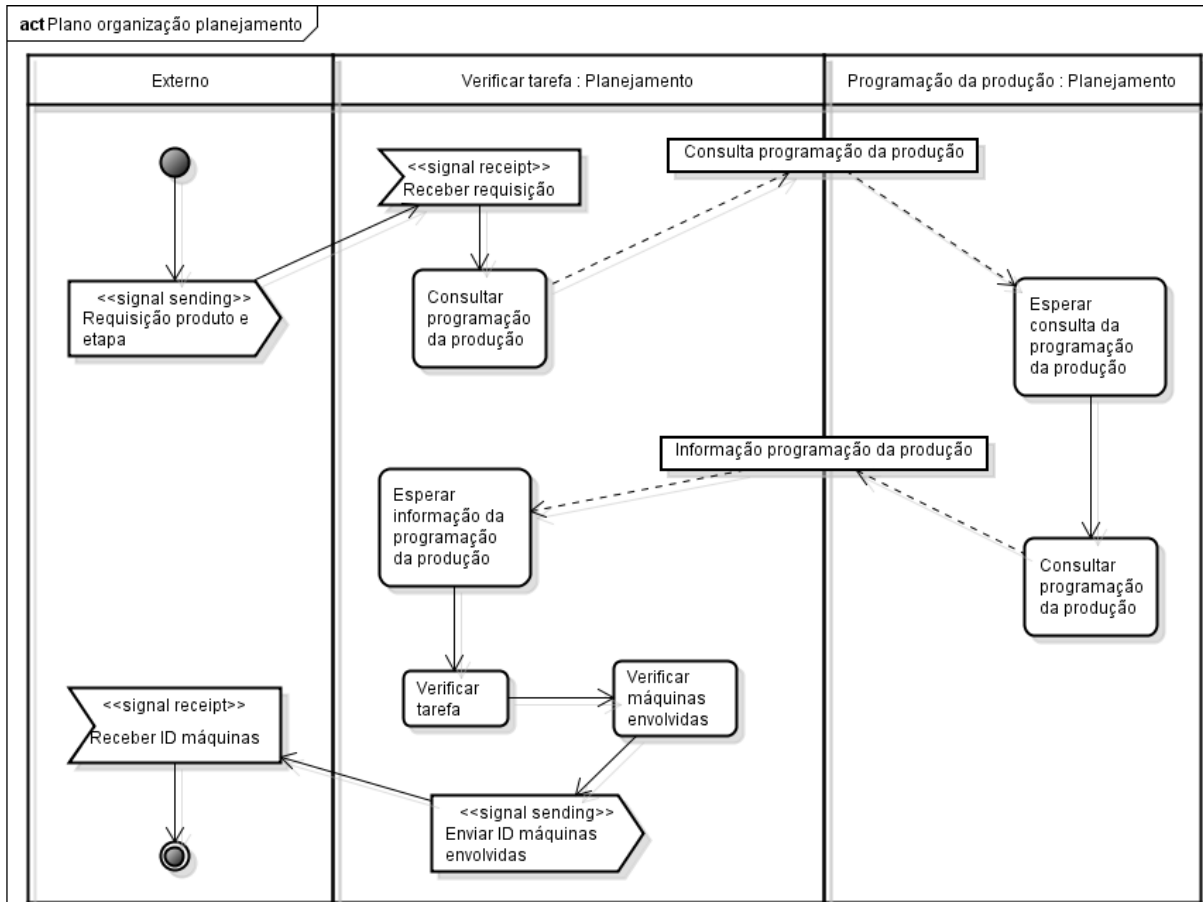 act Plano organização planejamento
Externo
Verificar tarefa : Planejamento
Programação da produção : Planejamento
<<signal receipt>>
Receber requisição
Consulta programação da produção
<<signal sending>>
Requisição produto e
etapa
Consultar
programação
da produção
Esperar
consulta da
programação
da produção
Informação programação da produção
Esperar
informação da
programação
da produção
Consultar
programação
da produção
Verificar
tarefa
Verificar
máquinas
envolvidas
<<signal receipt>>
Receber ID máquinas
<<signal sending>>
Enviar ID máquinas
envolvidas